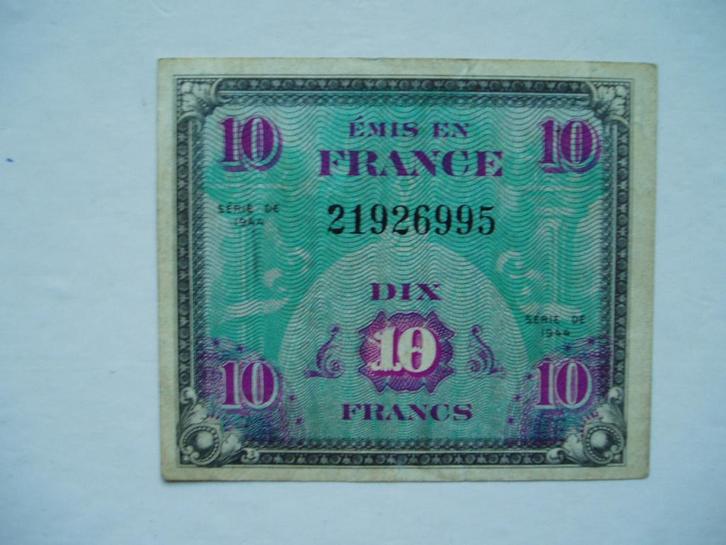 10 ÉMIS EN 10
FRANCE
SÉRIE DE
1944
21926995
DIX
SÉRIE DE
1944
10
10 10
FRANCS